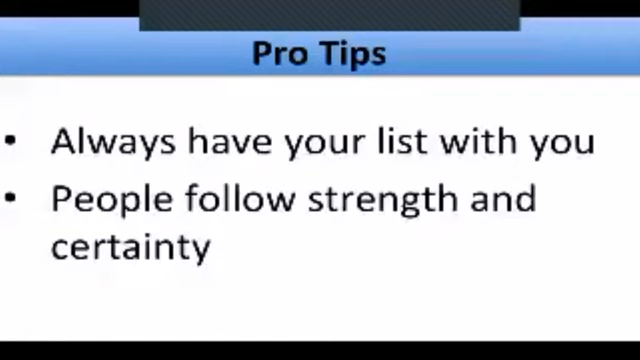 Pro Tips
• Always have your list with you
• People follow strength and
certainty